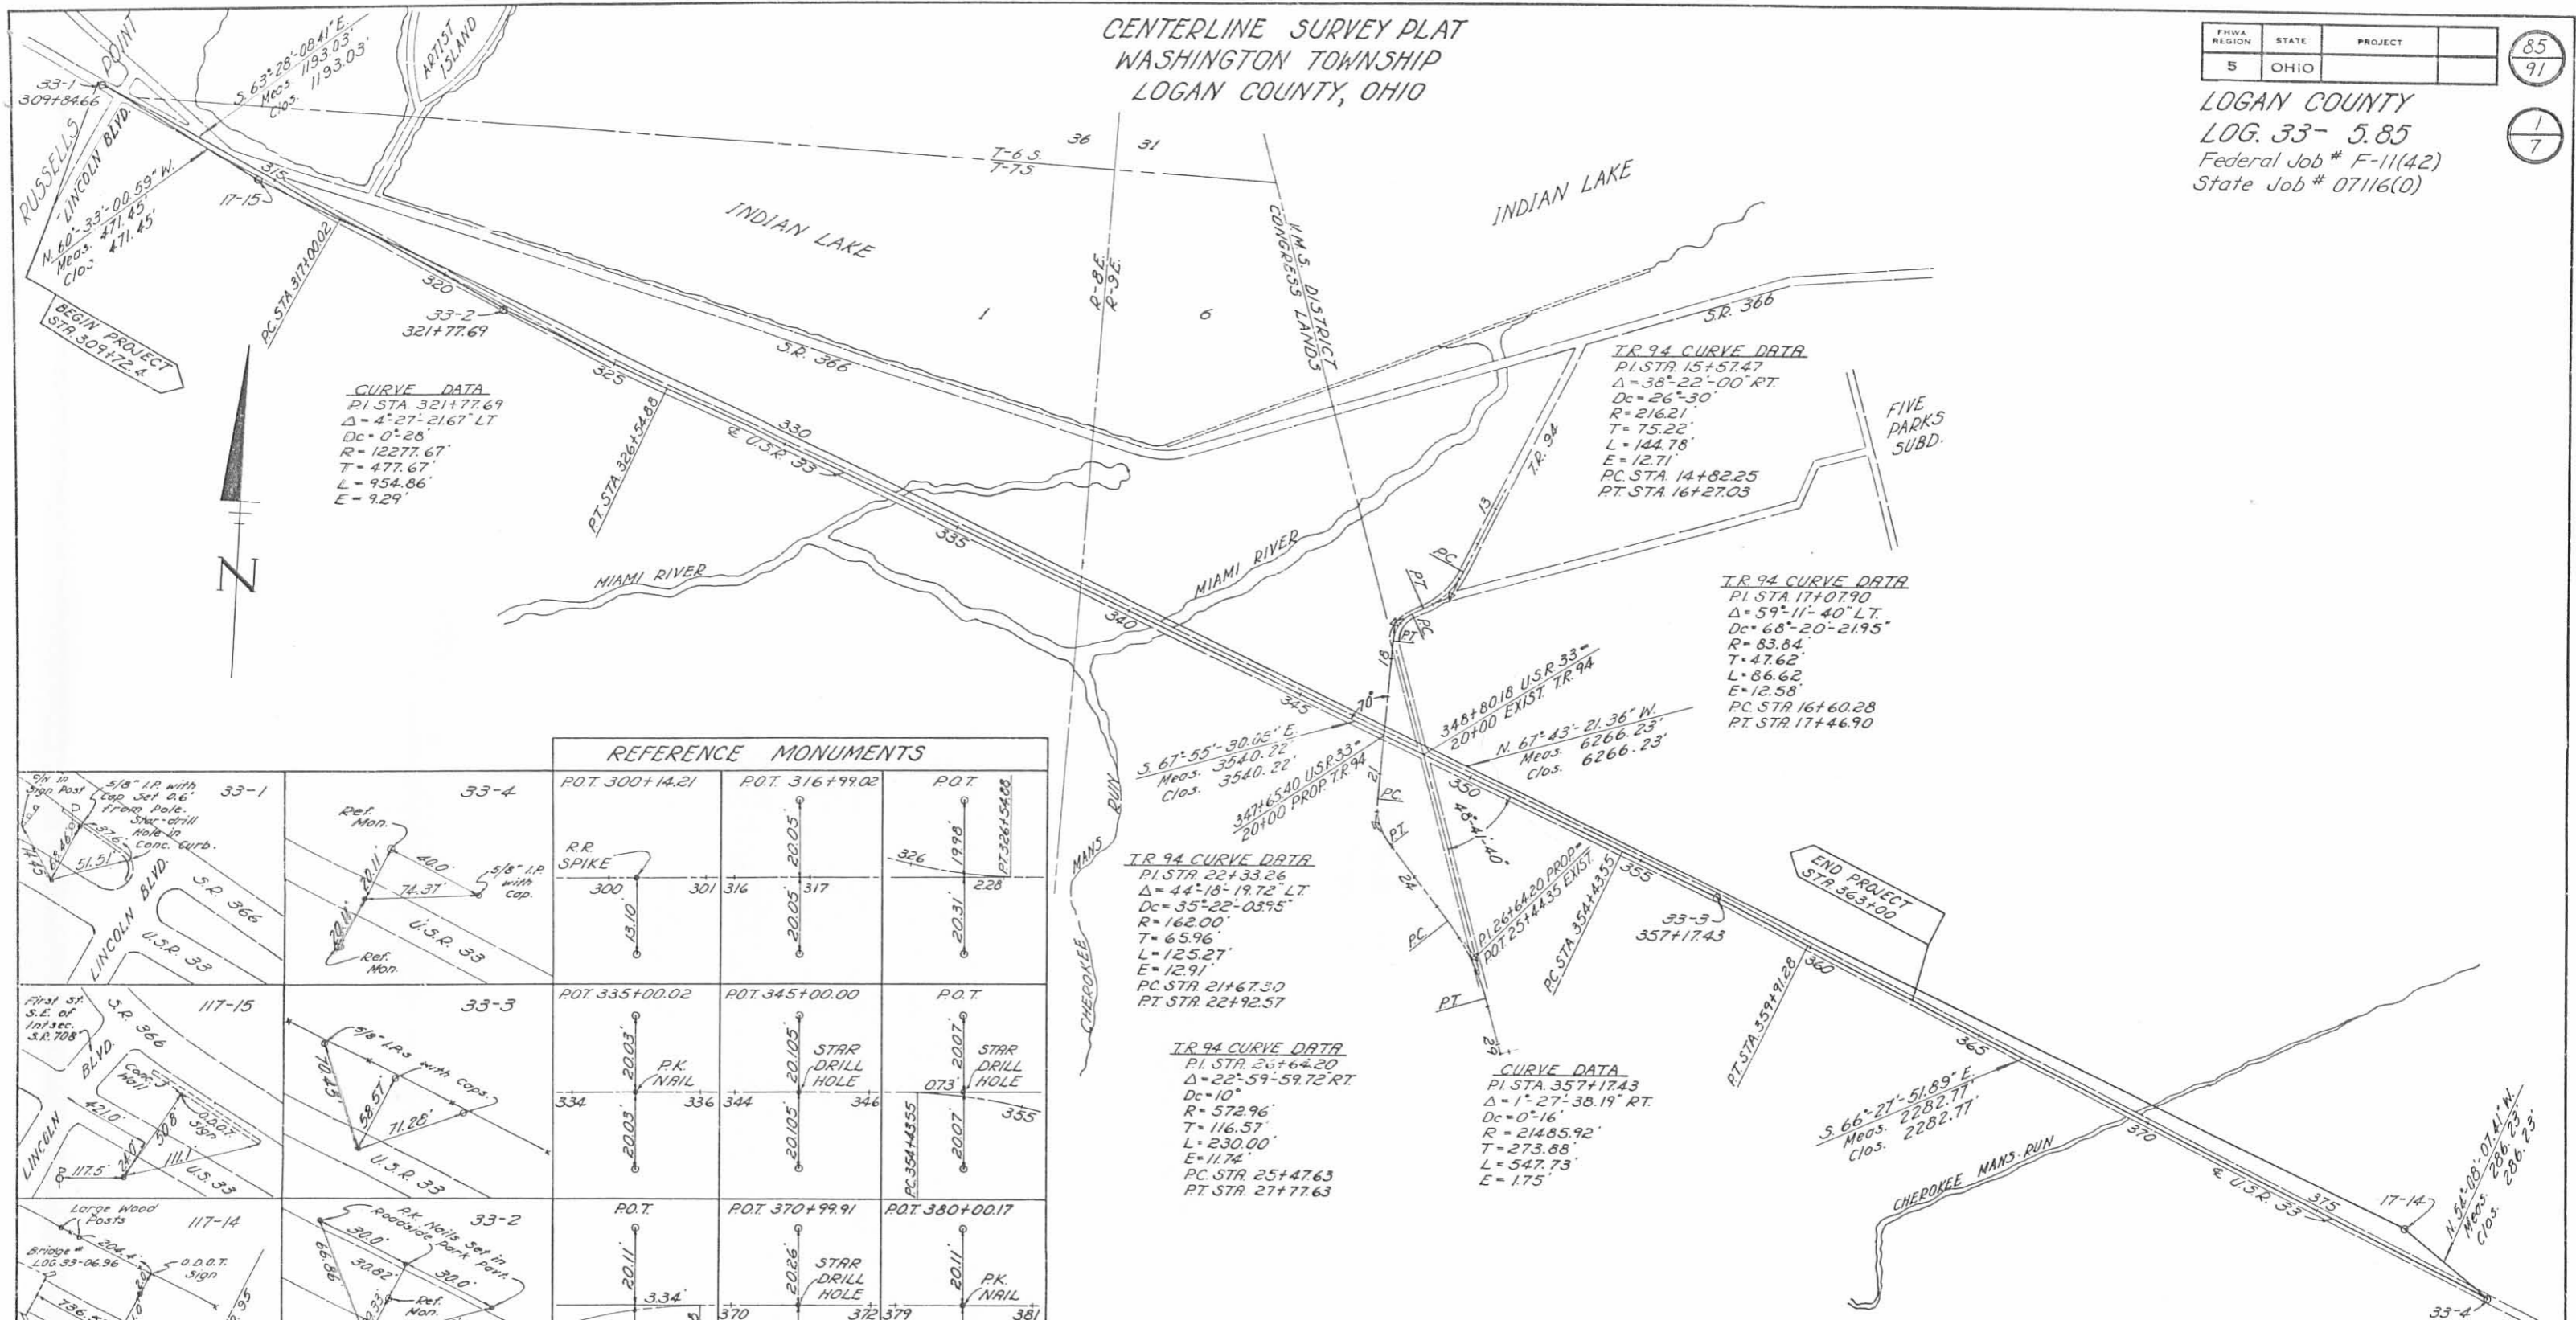 CENTERLINE SURVEY PLAT
WASHINGTON TOWNSHIP
LOGAN COUNTY, OHIO
FHWA REGION STATE PROJECT
5 OHIO
85
91
LOGAN COUNTY
LOG. 33- 5.85
Federal Job # F-11(42)
State Job # 07116(0)
1
7
33-1
309+84.66
RUSSELLS POINT
LINCOLN BLVD.
S. 63°-28'-08.41" E.
Meas. 1193.03'
Clos. 1193.03'
ARTIST
ISLAND
N. 60°-33'-00.59" W.
Meas. 471.45'
Clos. 471.45'
BEGIN PROJECT
STA. 309+72.4
315
17-15
P.C. STA. 317+00.02
320
33-2
321+77.69
325
P.T. STA. 326+54.88
330
℄ U.S.R. 33
335
340
345
INDIAN LAKE
S.R. 366
T-6 S.
T-7 S.
36
31
R-8 E.
R-9 E.
1
6
V.M.S. DISTRICT
CONGRESS LANDS
INDIAN LAKE
S.R. 366
CURVE DATA
P.I. STA. 321+77.69
Δ = 4°-27'-21.67" LT.
Dc = 0°-28'
R = 12277.67'
T = 477.67'
L = 954.86'
E = 9.29'
N
MIAMI RIVER
MIAMI RIVER
T.R. 94 CURVE DATA
P.I. STA. 15+57.47
Δ = 38°-22'-00" RT.
Dc = 26°-30'
R = 216.21'
T = 75.22'
L = 144.78'
E = 12.71'
P.C. STA. 14+82.25
P.T. STA. 16+27.03
FIVE
PARKS
SUBD.
T.R. 94
13
PC
PT
PC
PT
18
T.R. 94 CURVE DATA
P.I. STA. 17+07.90
Δ = 59°-11'-40" LT.
Dc = 68°-20'-21.95"
R = 83.84'
T = 47.62'
L = 86.62'
E = 12.58'
P.C. STA. 16+60.28
P.T. STA. 17+46.90
70°
348+80.18 U.S.R. 33=
20+00 EXIST. T.R. 94
S. 67°-55'-30.05" E.
Meas. 3540.22'
Clos. 3540.22'
N. 67°-43'-21.36" W.
Meas. 6266.23'
Clos. 6266.23'
347+65.40 U.S.R. 33=
20+00 PROP. T.R. 94
21
PC
PT
24
PC
PT
29
350
48°-41'-40"
P.I. 26+64.20 PROP.=
P.O.T. 25+44.35 EXIST.
P.C. STA. 354+43.55
355
33-3
357+17.43
END PROJECT
STA. 363+00
360
P.T. STA. 359+91.28
365
S. 66°-27'-51.89" E.
Meas. 2282.77'
Clos. 2282.77'
370
CHEROKEE MANS RUN
℄ U.S.R. 33
375
17-14
N. 52°-08'-07.41" W.
Meas. 286.23'
Clos. 286.23'
33-4
CHEROKEE MANS RUN
T.R. 94 CURVE DATA
P.I. STA. 22+33.26
Δ = 44°-18'-19.72" LT.
Dc = 35°-22'-03.95"
R = 162.00'
T = 65.96'
L = 125.27'
E = 12.91'
P.C. STA. 21+67.30
P.T. STA. 22+92.57
T.R. 94 CURVE DATA
P.I. STA. 26+64.20
Δ = 22°-59'-59.72" RT.
Dc = 10°
R = 572.96'
T = 116.57'
L = 230.00'
E = 11.74'
P.C. STA. 25+47.63
P.T. STA. 27+77.63
CURVE DATA
P.I. STA. 357+17.43
Δ = 1°-27'-38.19" RT.
Dc = 0°-16'
R = 21485.92'
T = 273.88'
L = 547.73'
E = 1.75'
REFERENCE MONUMENTS
Sign Post
5/8" I.P. with
Cap Set 0.6'
From Pole.
33-1
Star-drill
Hole in
Conc. Curb.
37.6'
68.46'
51.51'
LINCOLN BLVD.
S.R. 366
U.S.R. 33
33-4
Ref.
Mon.
20.11'
40.0'
74.37'
5/8" I.P.
with
Cap.
Ref.
Mon.
U.S.R. 33
P.O.T. 300+14.21
R.R.
SPIKE
300
301
13.10'
P.O.T. 316+99.02
20.05'
316
317
20.05'
P.O.T.
326
19.98'
P.T. 326+54.88
228
20.31'
First St.
S.E. of
Intsec.
S.R. 708
117-15
S.R. 366
LINCOLN BLVD.
Conc.
Wall
421.0'
50.8'
O.D.O.T.
Sign
24.0'
111.1'
117.5'
U.S. 33
33-3
5/8" I.P.s with Caps.
70.45'
58.57'
71.28'
U.S.R. 33
P.O.T. 335+00.02
20.03'
P.K.
NAIL
334
336
20.03'
P.O.T. 345+00.00
20.105'
STAR
DRILL
HOLE
344
346
20.105'
P.O.T.
20.07'
STAR
DRILL
HOLE
0.73'
355
P.C. 354+43.55
20.07'
Large Wood
Posts
117-14
204.4'
Bridge #
LOG. 33-06.96
O.D.O.T.
Sign
33-2
P.K. Nails Set in
Roadside Park Pavt.
30.0'
30.82'
30.0'
Ref.
Mon.
P.O.T.
20.11'
3.34'
P.O.T. 370+99.91
20.26'
STAR
DRILL
HOLE
370
372
P.O.T. 380+00.17
20.11'
P.K.
NAIL
379
381